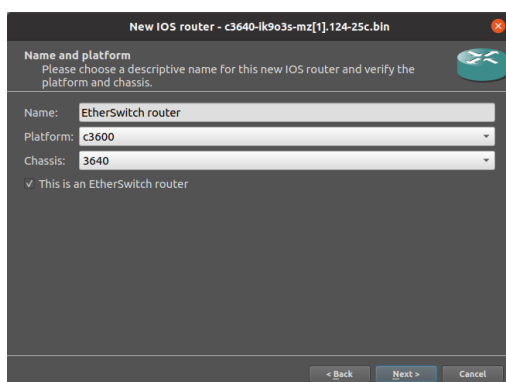 New IOS router - c3640-ik9o3s-mz[1].124-25c.bin
Name and platform
Please choose a descriptive name for this new IOS router and verify the
platform and chassis.
Name: EtherSwitch router
Platform: c3600
Chassis: 3640
This is an EtherSwitch router
< Back Next > Cancel